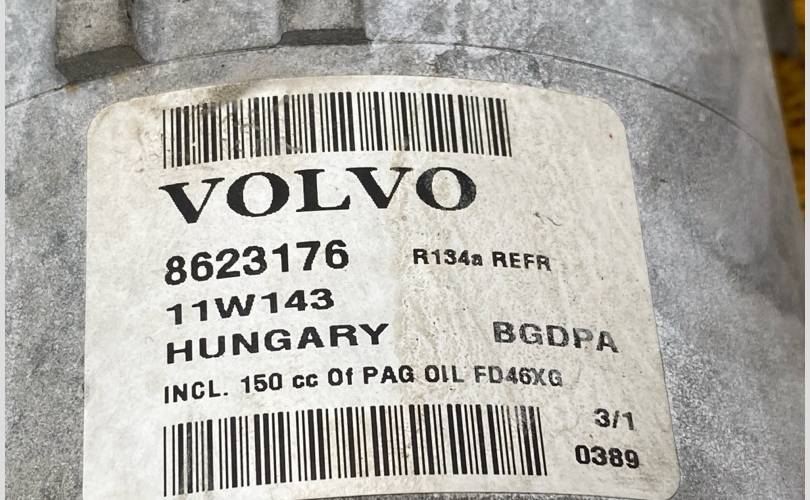 VOLVO
8623176 R134a REFR
11W143
HUNGARY BGDPA
INCL. 150 cc Of PAG OIL FD46XG
3/1
0389